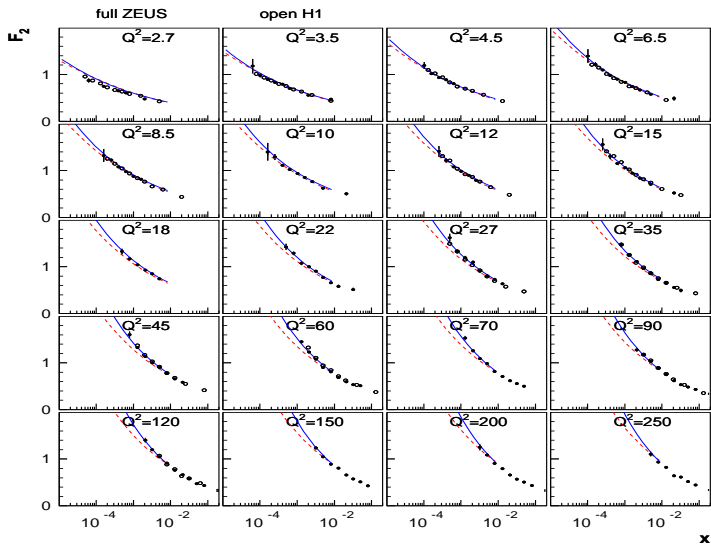 full ZEUS open H1
F₂
Q²=2.7 Q²=3.5 Q²=4.5 Q²=6.5
1
0
Q²=8.5 Q²=10 Q²=12 Q²=15
1
0
Q²=18 Q²=22 Q²=27 Q²=35
1
0
Q²=45 Q²=60 Q²=70 Q²=90
1
0
Q²=120 Q²=150 Q²=200 Q²=250
1
0
10⁻⁴ 10⁻² 10⁻⁴ 10⁻² 10⁻⁴ 10⁻² 10⁻⁴ 10⁻²
x